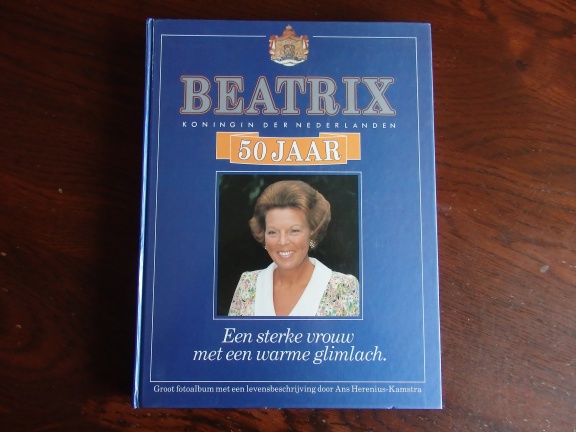 BEATRIX
KONINGIN DER NEDERLANDEN
50 JAAR
Een sterke vrouw
met een warme glimlach.
Groot fotoalbum met een levensbeschrijving door Ans Herenius-Kamstra